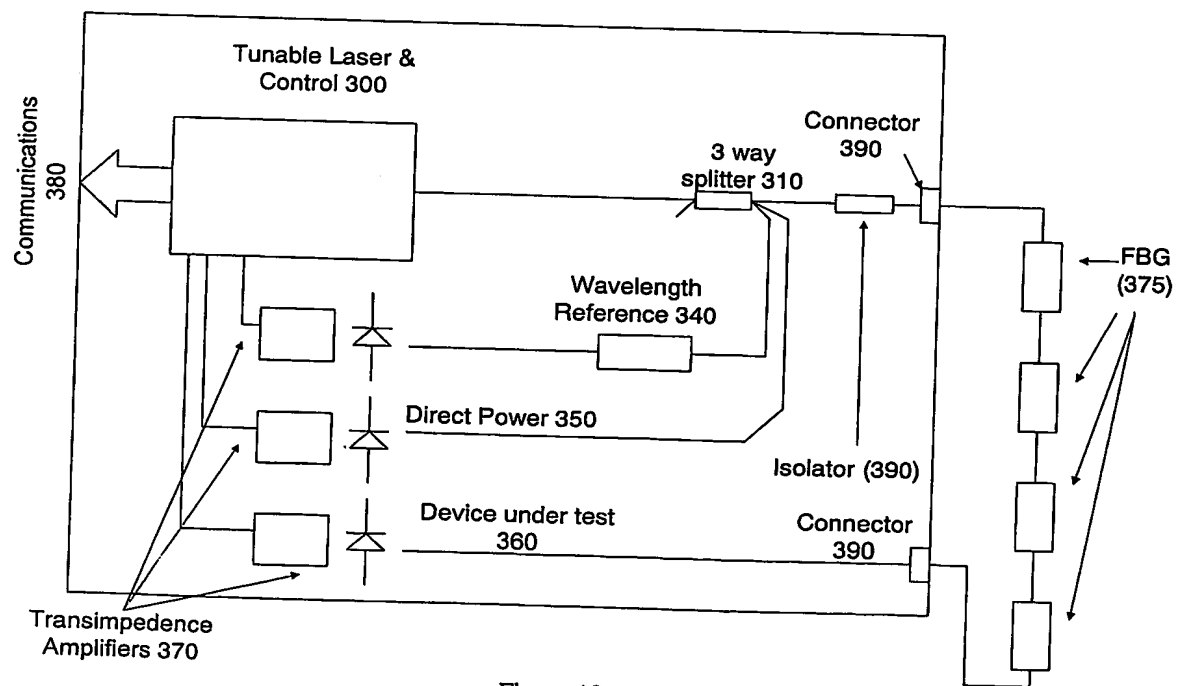 Tunable Laser &
Control 300
Communications
380
Connector
390
3 way
splitter 310
FBG
(375)
Wavelength
Reference 340
Direct Power 350
Isolator (390)
Device under test
360
Connector
390
Transimpedence
Amplifiers 370